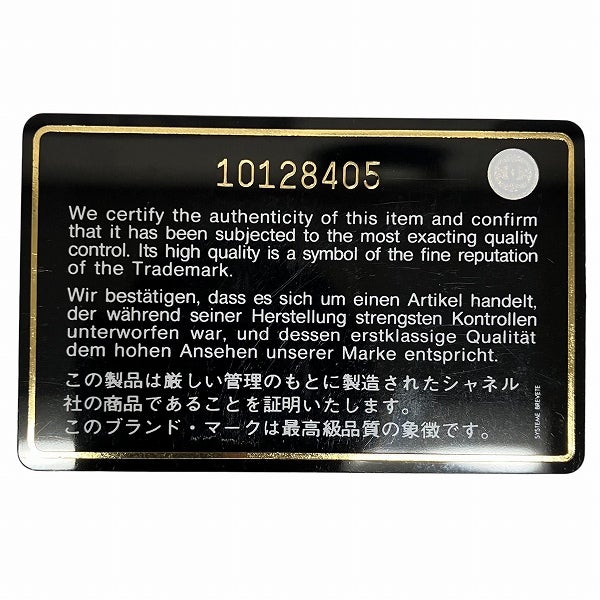 10128405
We certify the authenticity of this item and confirm
that it has been subjected to the most exacting quality
control. Its high quality is a symbol of the fine reputation
of the Trademark.
Wir bestätigen, dass es sich um einen Artikel handelt,
der während seiner Herstellung strengsten Kontrollen
unterworfen war, und dessen erstklassige Qualität
dem hohen Ansehen unserer Marke entspricht.
この製品は厳しい管理のもとに製造されたシャネル
社の商品であることを証明いたします。
このブランド・マークは最高級品質の象徴です。
SYSTEME BREVETE